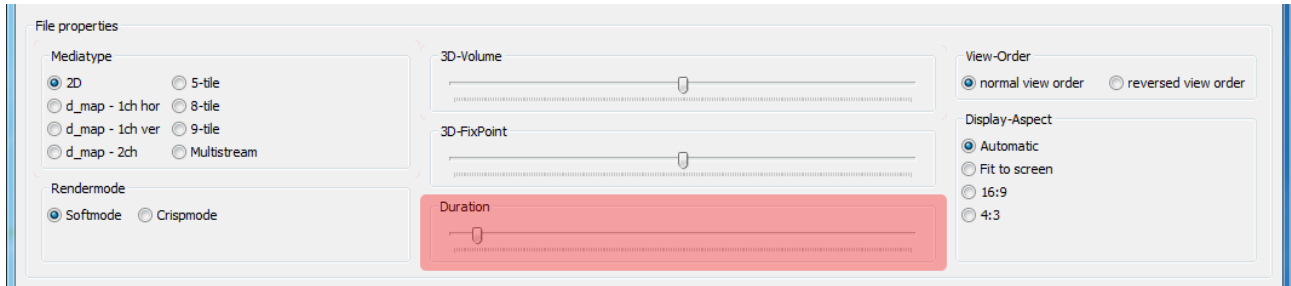 File properties
Mediatype
2D
5-tile
d_map - 1ch hor
8-tile
d_map - 1ch ver
9-tile
d_map - 2ch
Multistream
Rendermode
Softmode
Crispmode
3D-Volume
3D-FixPoint
Duration
View-Order
normal view order
reversed view order
Display-Aspect
Automatic
Fit to screen
16:9
4:3